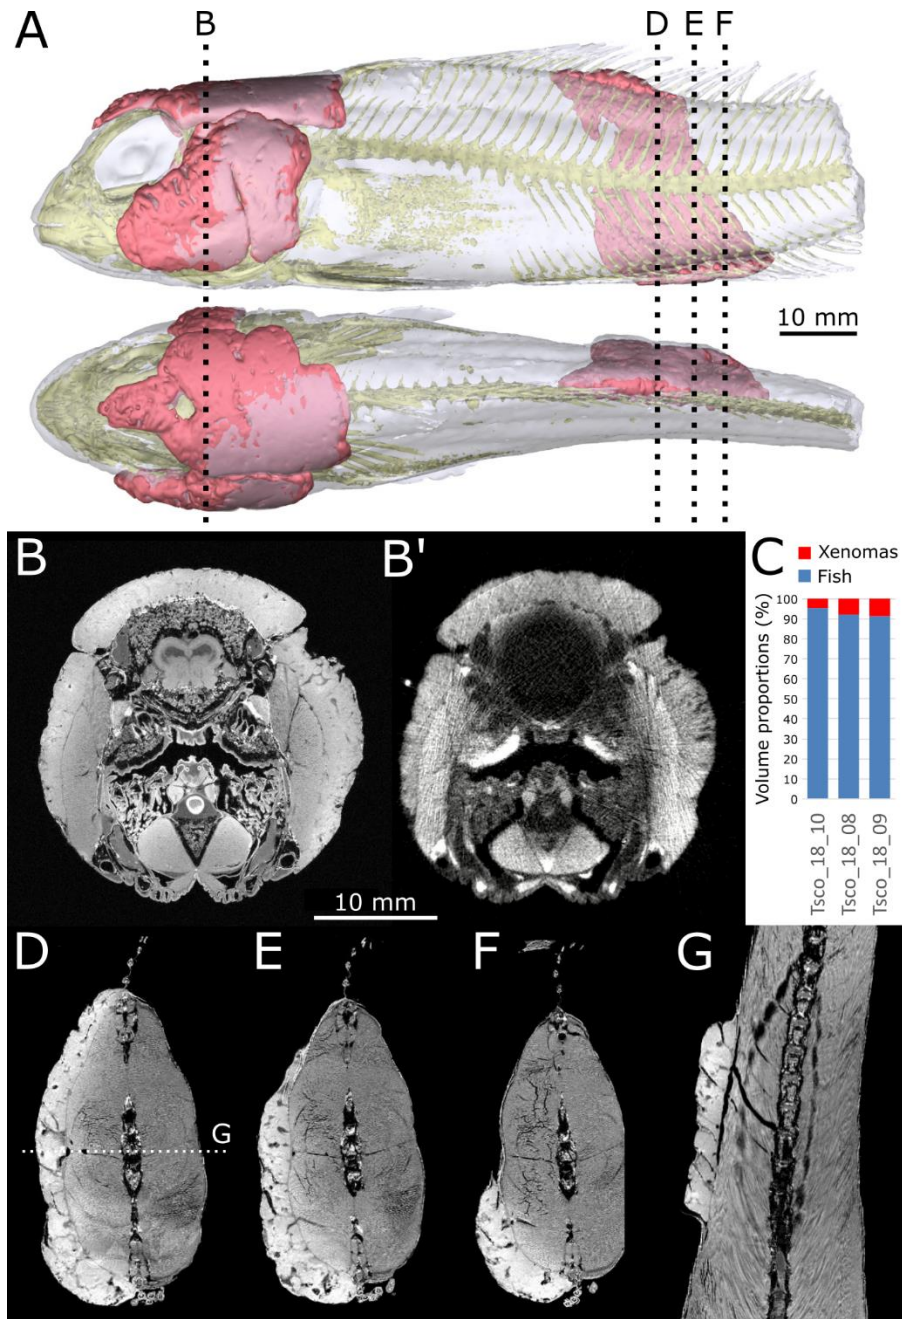 A
B
D E F
10 mm
B
B'
C
Xenomas
Fish
Volume proportions (%)
100
90
80
70
60
50
40
30
20
10
0
Tsco_18_10
Tsco_18_08
Tsco_18_09
10 mm
D
G
E
F
G